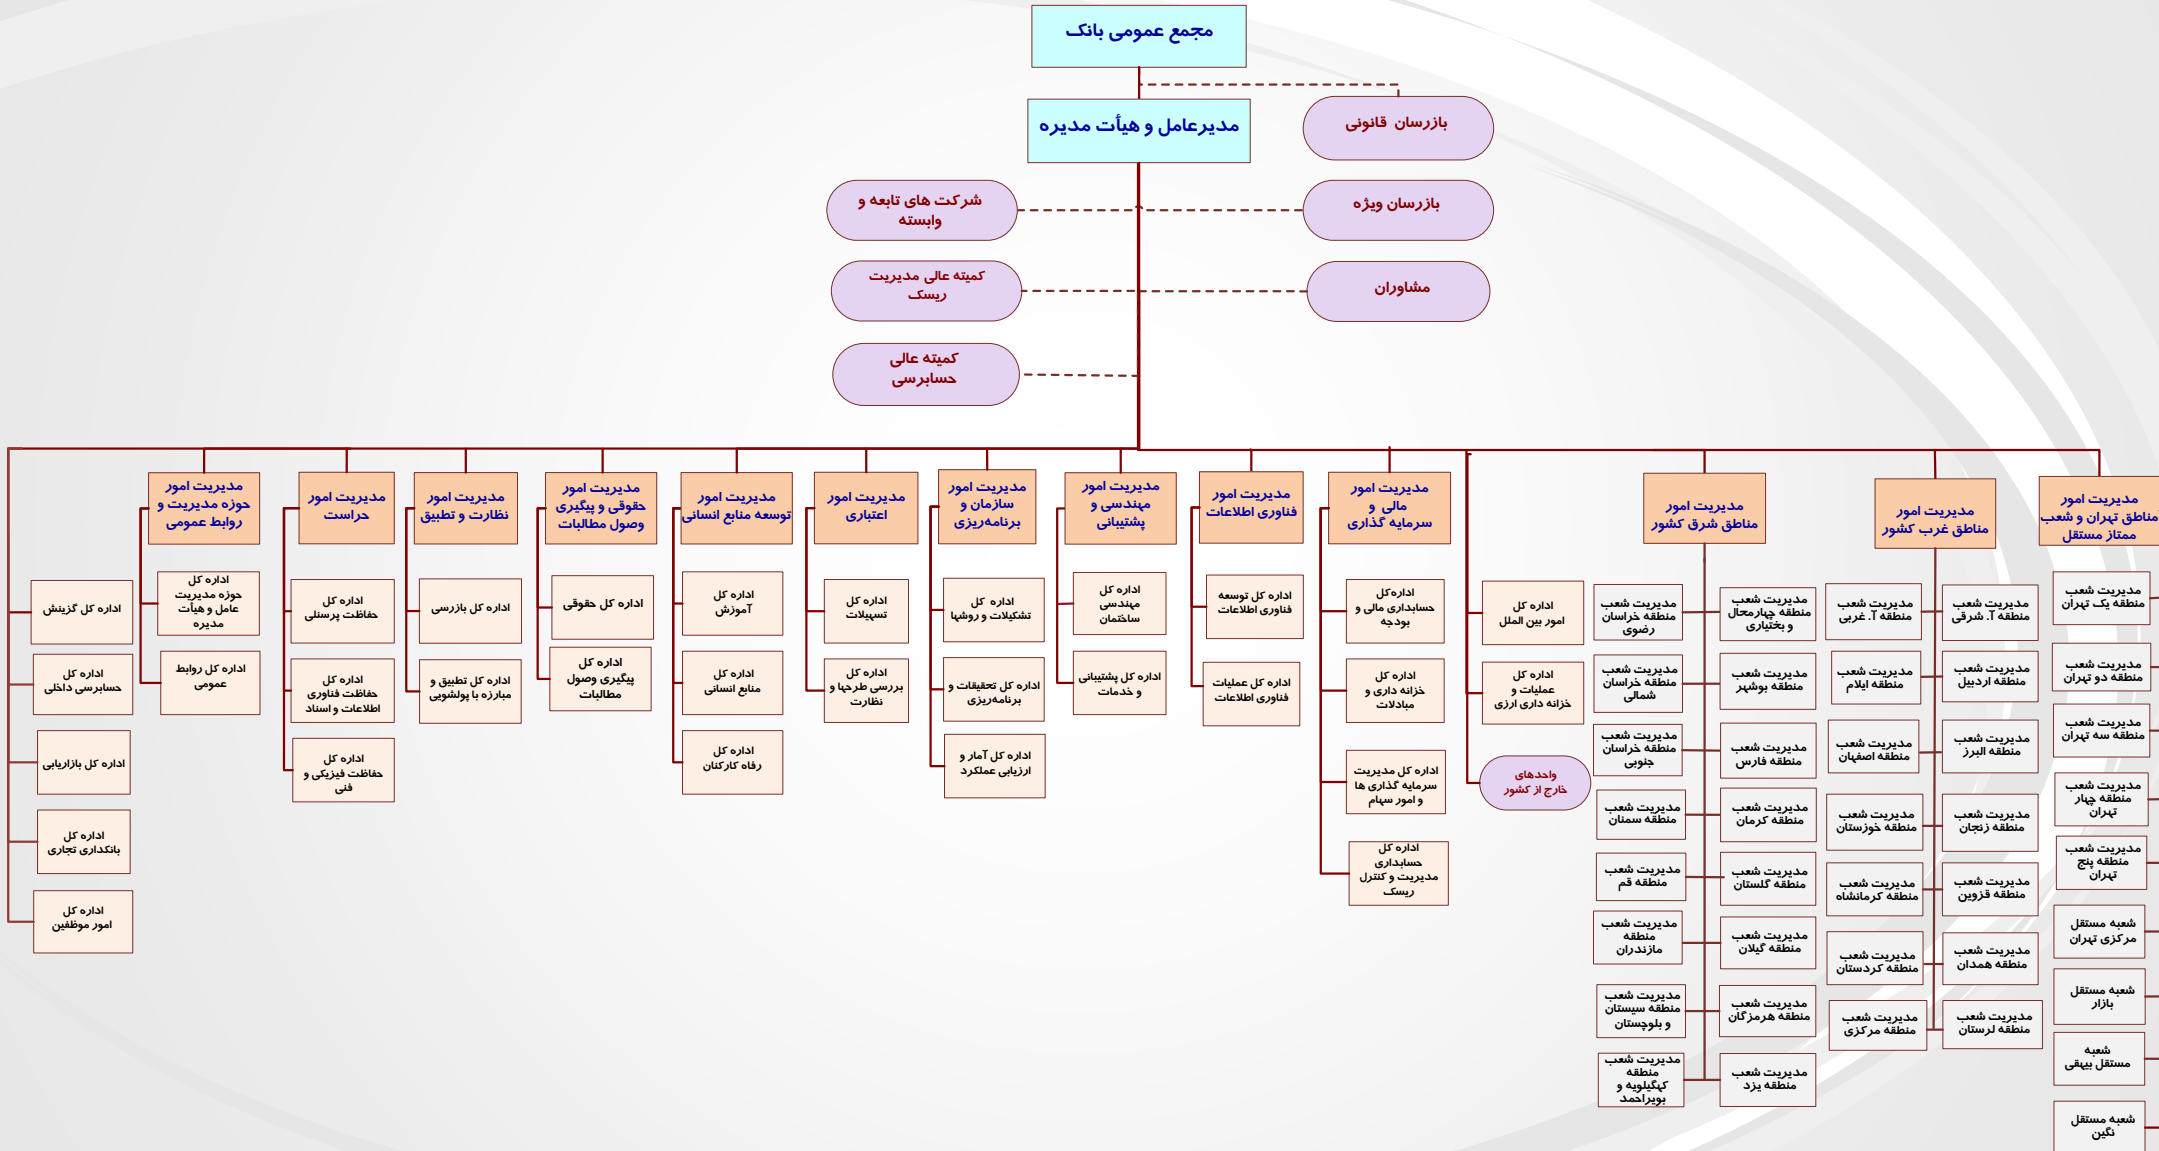 مجمع عمومی بانک
مدیرعامل و هیأت مدیره
بازرسان قانونی
بازرسان ویژه
شرکت های تابعه و
وابسته
مشاوران
کمیته عالی مدیریت
ریسک
کمیته عالی
حسابرسی
مدیریت امور
مناطق تهران و شعب
ممتاز مستقل
مدیریت شعب
منطقه یک تهران
مدیریت شعب
منطقه دو تهران
مدیریت شعب
منطقه سه تهران
مدیریت شعب
منطقه چهار
تهران
مدیریت شعب
منطقه پنج
تهران
شعبه مستقل
مرکزی تهران
شعبه مستقل
بازار
شعبه
مستقل بیهقی
شعبه مستقل
نگین
مدیریت امور
مناطق غرب کشور
مدیریت شعب
منطقه آ. شرقی
مدیریت شعب
منطقه آ. غربی
مدیریت شعب
منطقه اردبیل
مدیریت شعب
منطقه ایلام
مدیریت شعب
منطقه البرز
مدیریت شعب
منطقه اصفهان
مدیریت شعب
منطقه زنجان
مدیریت شعب
منطقه خوزستان
مدیریت شعب
منطقه قزوین
مدیریت شعب
منطقه کرمانشاه
مدیریت شعب
منطقه همدان
مدیریت شعب
منطقه کردستان
مدیریت شعب
منطقه لرستان
مدیریت شعب
منطقه مرکزی
مدیریت امور
مناطق شرق کشور
مدیریت شعب
منطقه چهارمحال
و بختیاری
مدیریت شعب
منطقه خراسان
رضوی
مدیریت شعب
منطقه بوشهر
مدیریت شعب
منطقه خراسان
شمالی
مدیریت شعب
منطقه فارس
مدیریت شعب
منطقه خراسان
جنوبی
مدیریت شعب
منطقه کرمان
مدیریت شعب
منطقه سمنان
مدیریت شعب
منطقه گلستان
مدیریت شعب
منطقه قم
مدیریت شعب
منطقه گیلان
مدیریت شعب
منطقه
مازندران
مدیریت شعب
منطقه هرمزگان
مدیریت شعب
منطقه سیستان
و بلوچستان
مدیریت شعب
منطقه یزد
مدیریت شعب
منطقه
کهگیلویه و
بویراحمد
اداره کل
امور بین الملل
اداره کل
عملیات و
خزانه داری ارزی
واحدهای
خارج از کشور
مدیریت امور
مالی و
سرمایه گذاری
اداره‌کل
حسابداری مالی و
بودجه
اداره کل
خزانه داری و
مبادلات
اداره کل مدیریت
سرمایه گذاری ها
و امور سهام
اداره کل
حسابداری
مدیریت و کنترل
ریسک
مدیریت امور
فناوری اطلاعات
اداره کل توسعه
فناوری اطلاعات
اداره کل عملیات
فناوری اطلاعات
مدیریت امور
مهندسی و
پشتیبانی
اداره کل
مهندسی
ساختمان
اداره کل پشتیبانی
و خدمات
مدیریت امور
سازمان و
برنامه‌ریزی
اداره کل
تشکیلات و روشها
اداره کل تحقیقات و
برنامه‌ریزی
اداره کل آمار و
ارزیابی عملکرد
مدیریت امور
اعتباری
اداره کل
تسهیلات
اداره کل
بررسی طرحها و
نظارت
مدیریت امور
توسعه منابع انسانی
اداره کل
آموزش
اداره کل
منابع انسانی
اداره کل
رفاه کارکنان
مدیریت امور
حقوقی و پیگیری
وصول مطالبات
اداره کل حقوقی
اداره کل
پیگیری وصول
مطالبات
مدیریت امور
نظارت و تطبیق
اداره کل بازرسی
اداره کل تطبیق و
مبارزه با پولشویی
مدیریت امور
حراست
اداره کل
حفاظت پرسنلی
اداره کل
حفاظت فناوری
اطلاعات و اسناد
اداره کل
حفاظت فیزیکی و
فنی
مدیریت امور
حوزه مدیریت و
روابط عمومی
اداره کل
حوزه مدیریت
عامل و هیأت
مدیره
اداره کل روابط
عمومی
اداره کل گزینش
اداره کل
حسابرسی داخلی
اداره کل بازاریابی
اداره کل
بانکداری تجاری
اداره کل
امور موظفین